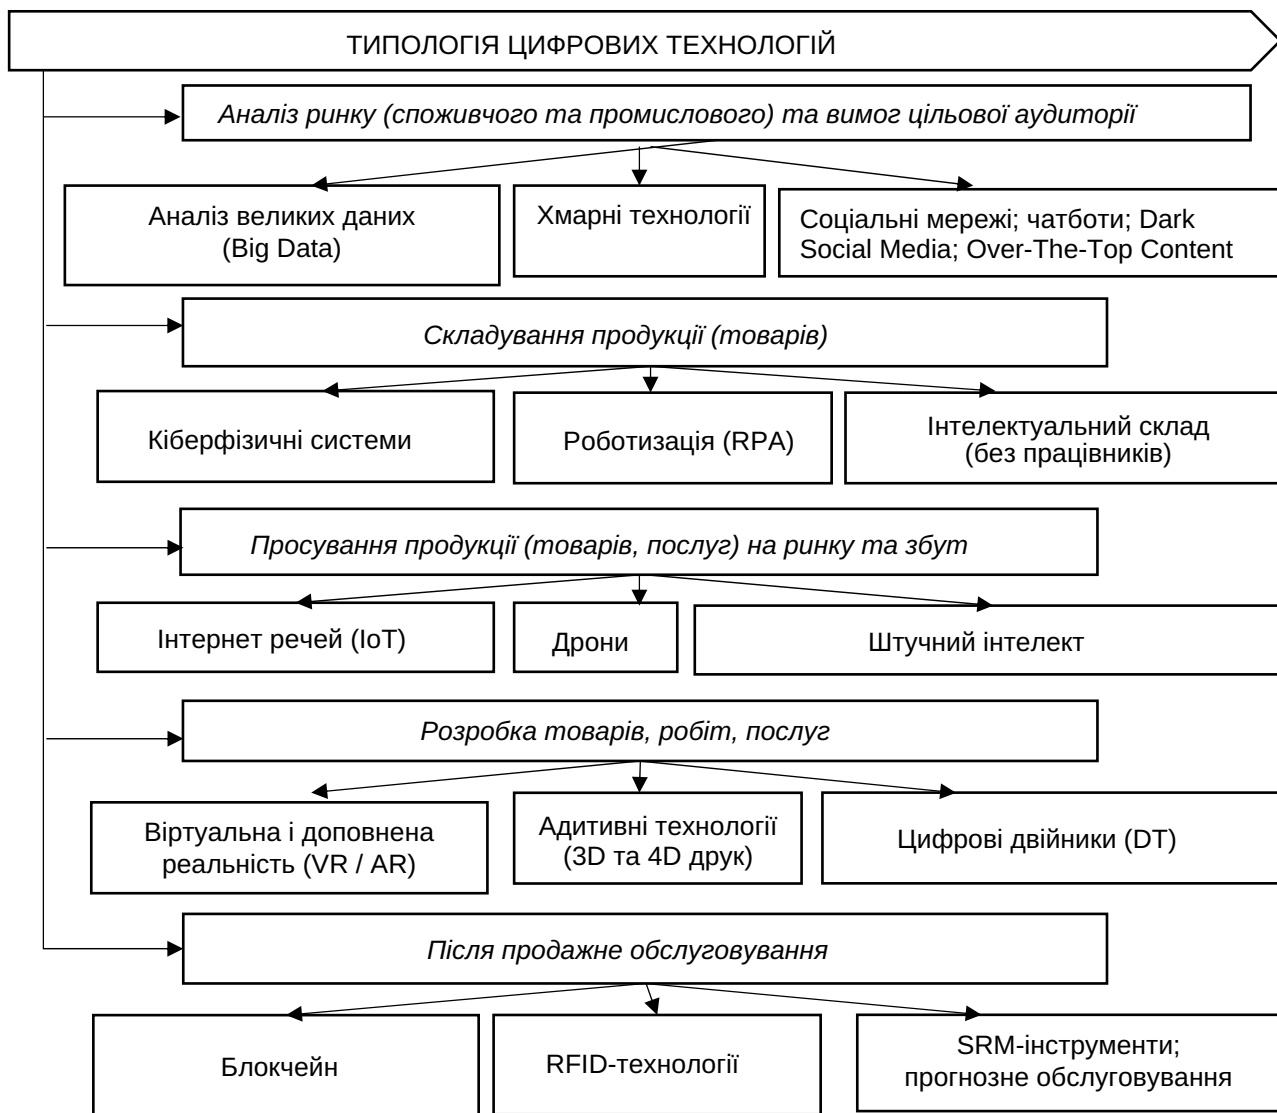 ТИПОЛОГІЯ ЦИФРОВИХ ТЕХНОЛОГІЙ
Аналіз ринку (споживчого та промислового) та вимог цільової аудиторії
Аналіз великих даних
(Big Data)
Хмарні технології
Соціальні мережі; чатботи; Dark
Social Media; Over-The-Top Content
Складування продукції (товарів)
Кіберфізичні системи
Роботизація (RPA)
Інтелектуальний склад
(без працівників)
Просування продукції (товарів, послуг) на ринку та збут
Інтернет речей (IoT)
Дрони
Штучний інтелект
Розробка товарів, робіт, послуг
Віртуальна і доповнена
реальність (VR / AR)
Адитивні технології
(3D та 4D друк)
Цифрові двійники (DT)
Після продажне обслуговування
Блокчейн
RFID-технології
SRM-інструменти;
прогнозне обслуговування